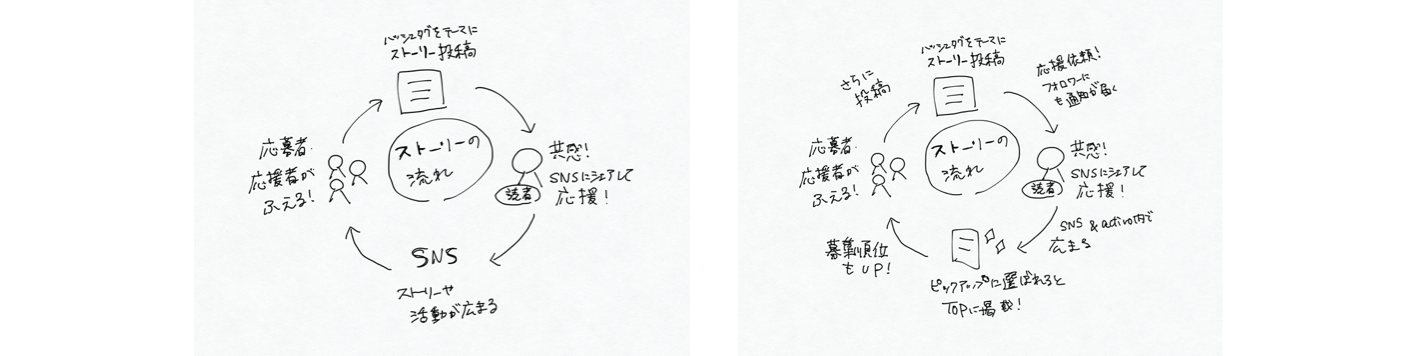 ハッシュタグをテーマに
ストーリー投稿
共感!
SNSにシェアして
応援!
読者
SNS
ストーリーや
活動が広まる
応募者・
応援者が
ふえる!
ストーリーの
流れ
ハッシュタグをテーマに
ストーリー投稿
応援依頼!
フォロワーに
も通知が届く
共感!
SNSにシェアして
応援!
読者
SNS & activo内で
広まる
ピックアップに選ばれると
TOPに掲載!
募集順位
もUP!
応募者・
応援者が
ふえる!
さらに
投稿
ストーリーの
流れ